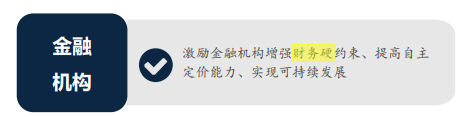 金融
机构
激励金融机构增强财务硬约束、提高自主
定价能力、实现可持续发展